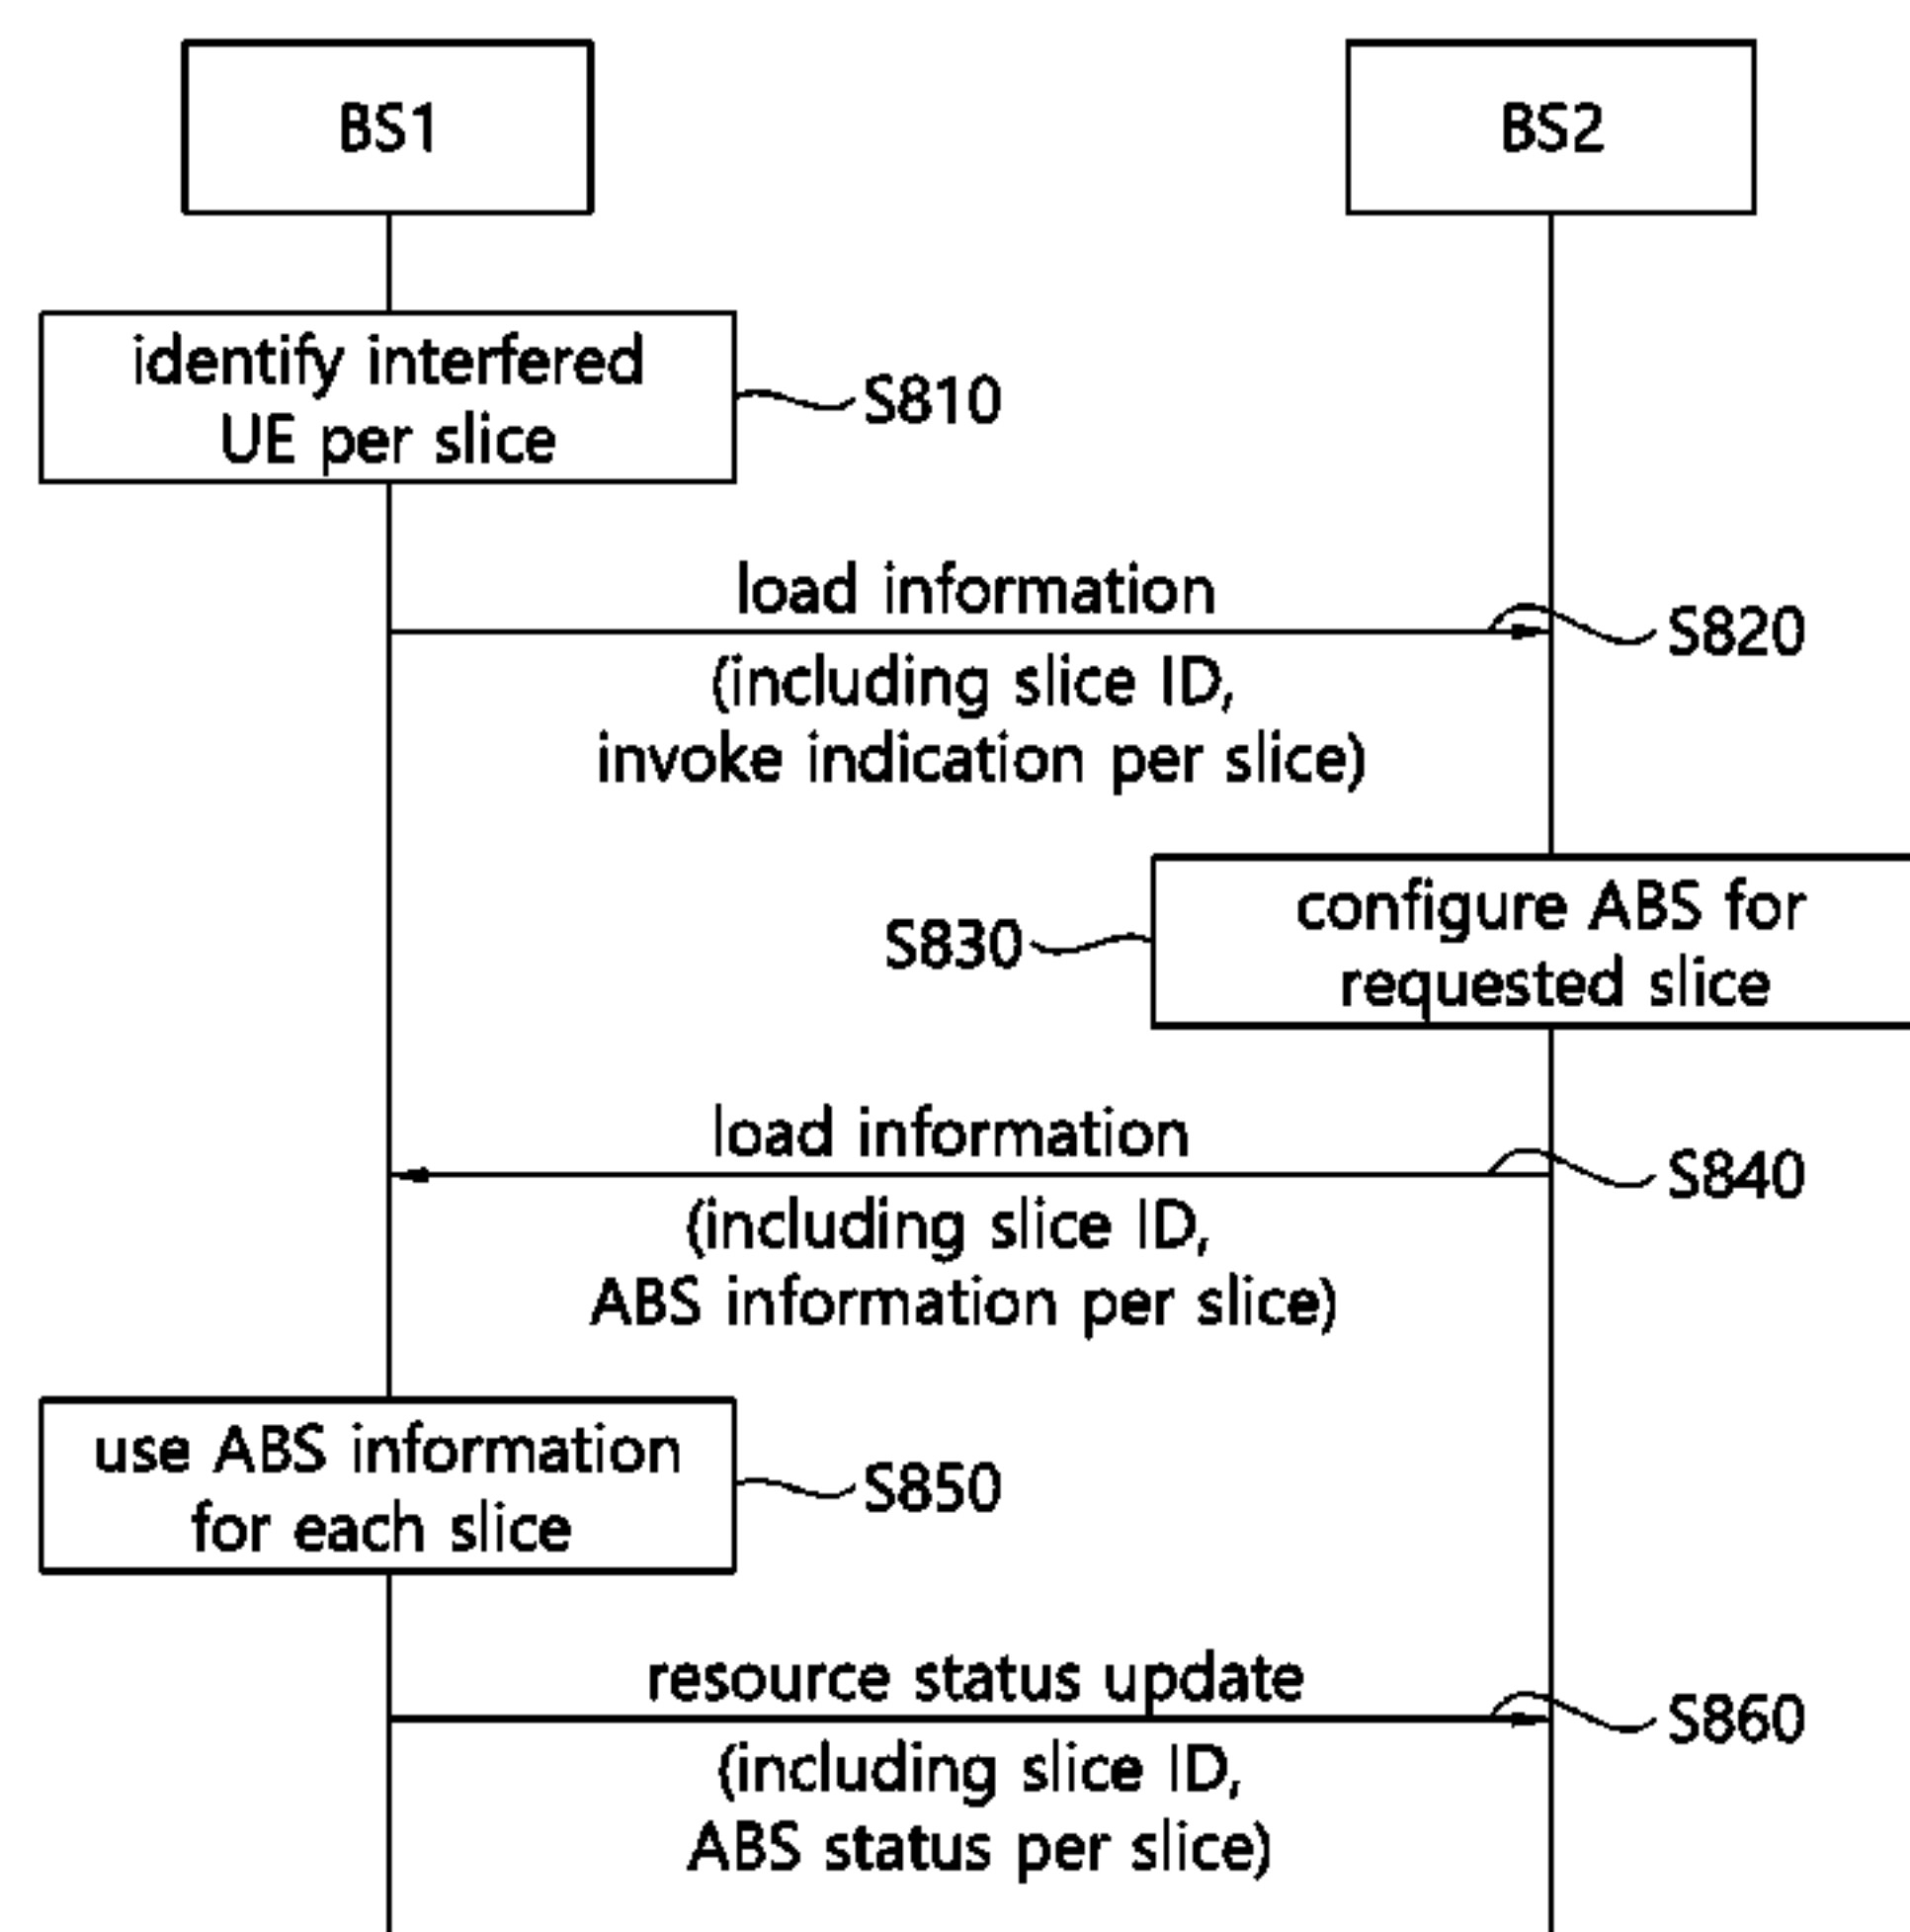 BS1
BS2
identify interfered
UE per slice
S810
load information
S820
(including slice ID,
invoke indication per slice)
configure ABS for
requested slice
S830
load information
S840
(including slice ID,
ABS information per slice)
use ABS information
for each slice
S850
resource status update
S860
(including slice ID,
ABS status per slice)